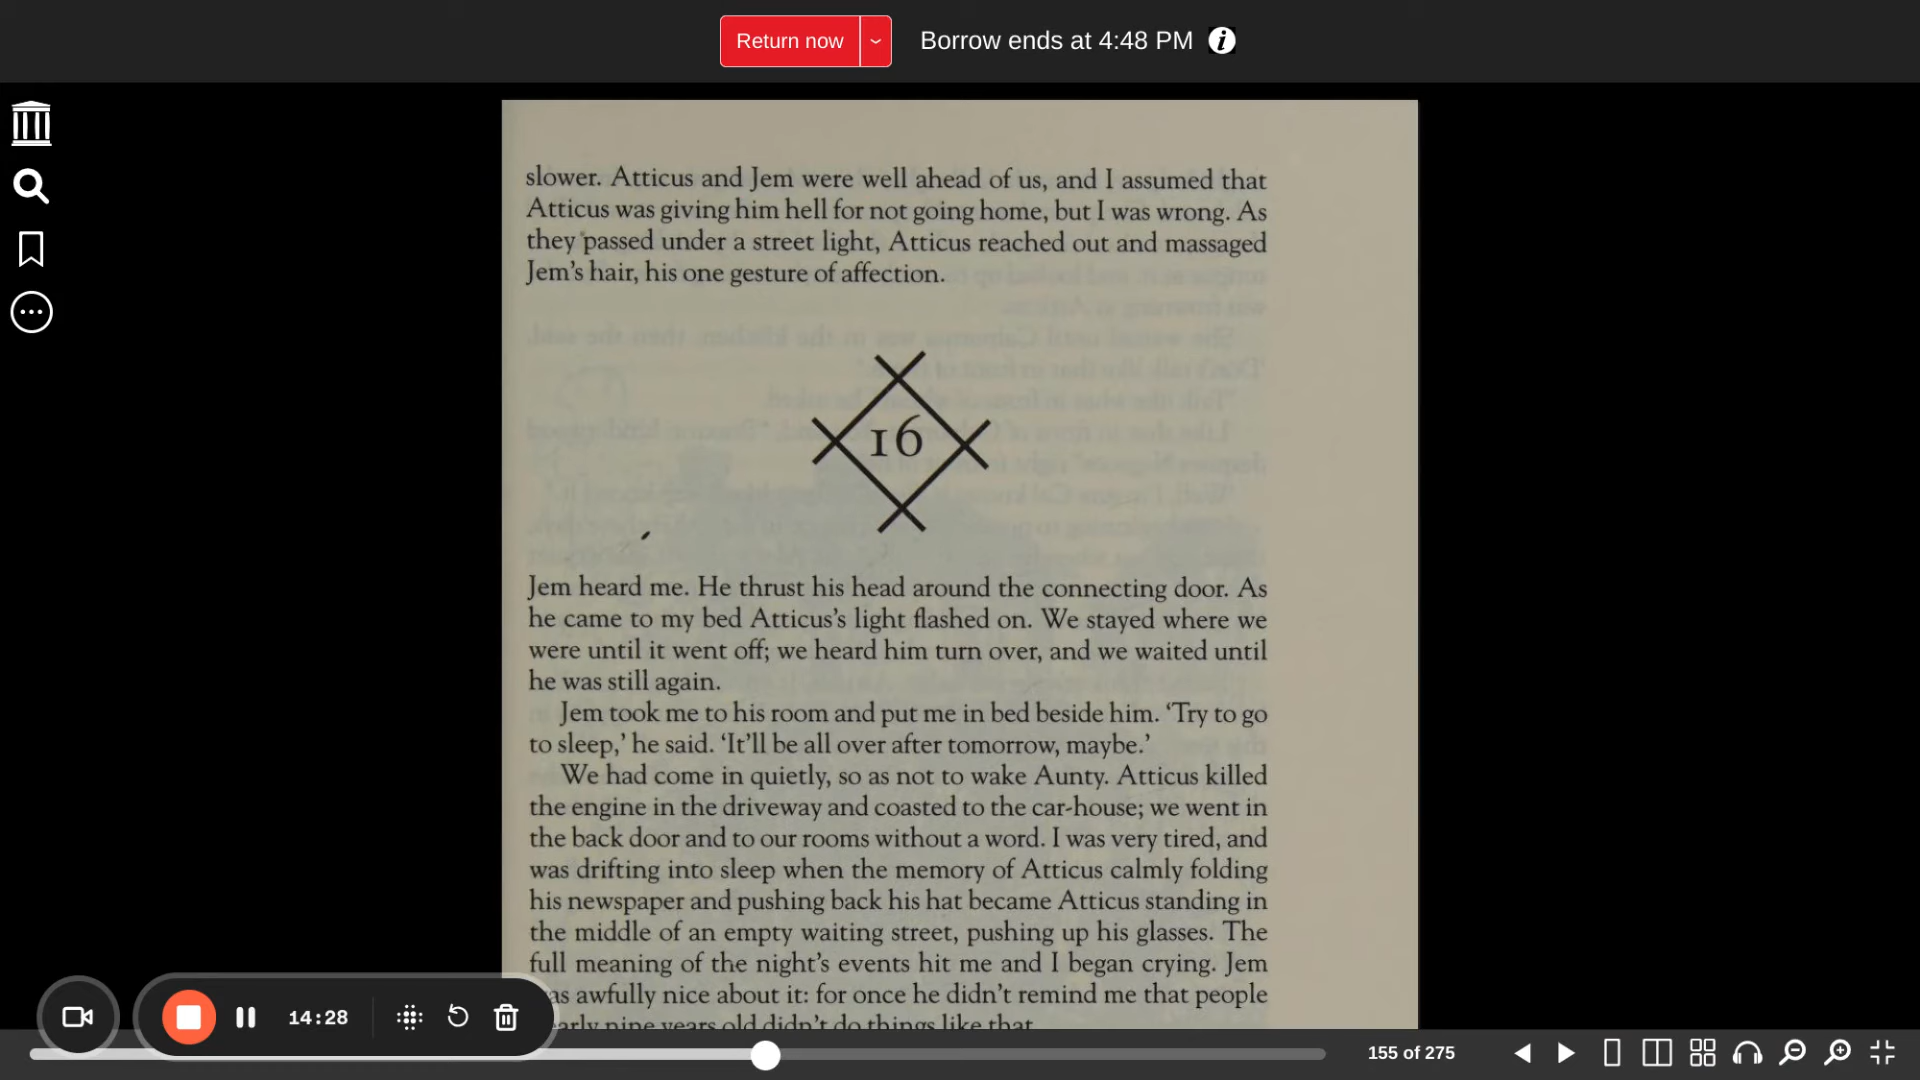 Return now
Borrow ends at 4:48 PM
slower. Atticus and Jem were well ahead of us, and I assumed that
Atticus was giving him hell for not going home, but I was wrong. As
they passed under a street light, Atticus reached out and massaged
Jem's hair, his one gesture of affection.
16
Jem heard me. He thrust his head around the connecting door. As
he came to my bed Atticus's light flashed on. We stayed where we
were until it went off; we heard him turn over, and we waited until
he was still again.
Jem took me to his room and put me in bed beside him. ‘Try to go
to sleep,’ he said. ‘It'll be all over after tomorrow, maybe.’
We had come in quietly, so as not to wake Aunty. Atticus killed
the engine in the driveway and coasted to the car-house; we went in
the back door and to our rooms without a word. I was very tired, and
was drifting into sleep when the memory of Atticus calmly folding
his newspaper and pushing back his hat became Atticus standing in
the middle of an empty waiting street, pushing up his glasses. The
full meaning of the night's events hit me and I began crying. Jem
awfully nice about it: for once he didn't remind me that people
nine years old didn't do things like that.
14:28
155 of 275